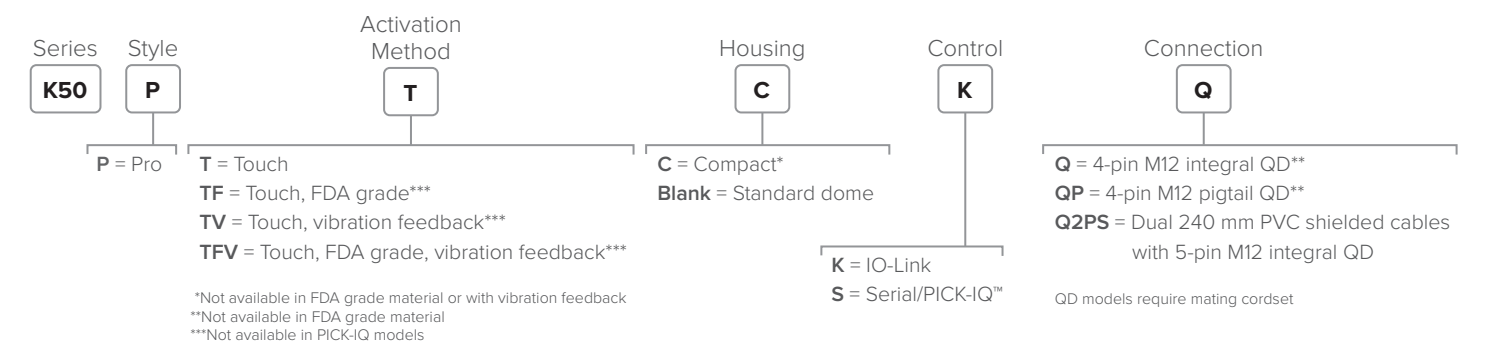 Series
Style
Activation
Method
Housing
Control
Connection
K50
P
T
C
K
Q
P = Pro
T = Touch
TF = Touch, FDA grade***
TV = Touch, vibration feedback***
TFV = Touch, FDA grade, vibration feedback***
C = Compact*
Blank = Standard dome
K = IO-Link
S = Serial/PICK-IQ™
Q = 4-pin M12 integral QD**
QP = 4-pin M12 pigtail QD**
Q2PS = Dual 240 mm PVC shielded cables
with 5-pin M12 integral QD
*Not available in FDA grade material or with vibration feedback
**Not available in FDA grade material
***Not available in PICK-IQ models
QD models require mating cordset